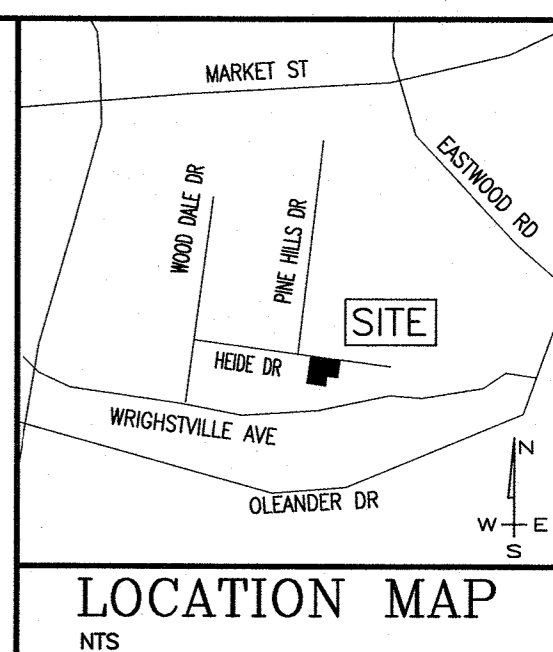 MARKET ST
EASTWOOD RD
WOOD DALE DR
PINE HILLS DR
SITE
HEIDE DR
WRIGHSTVILLE AVE
OLEANDER DR
N
W E
S
LOCATION MAP
NTS